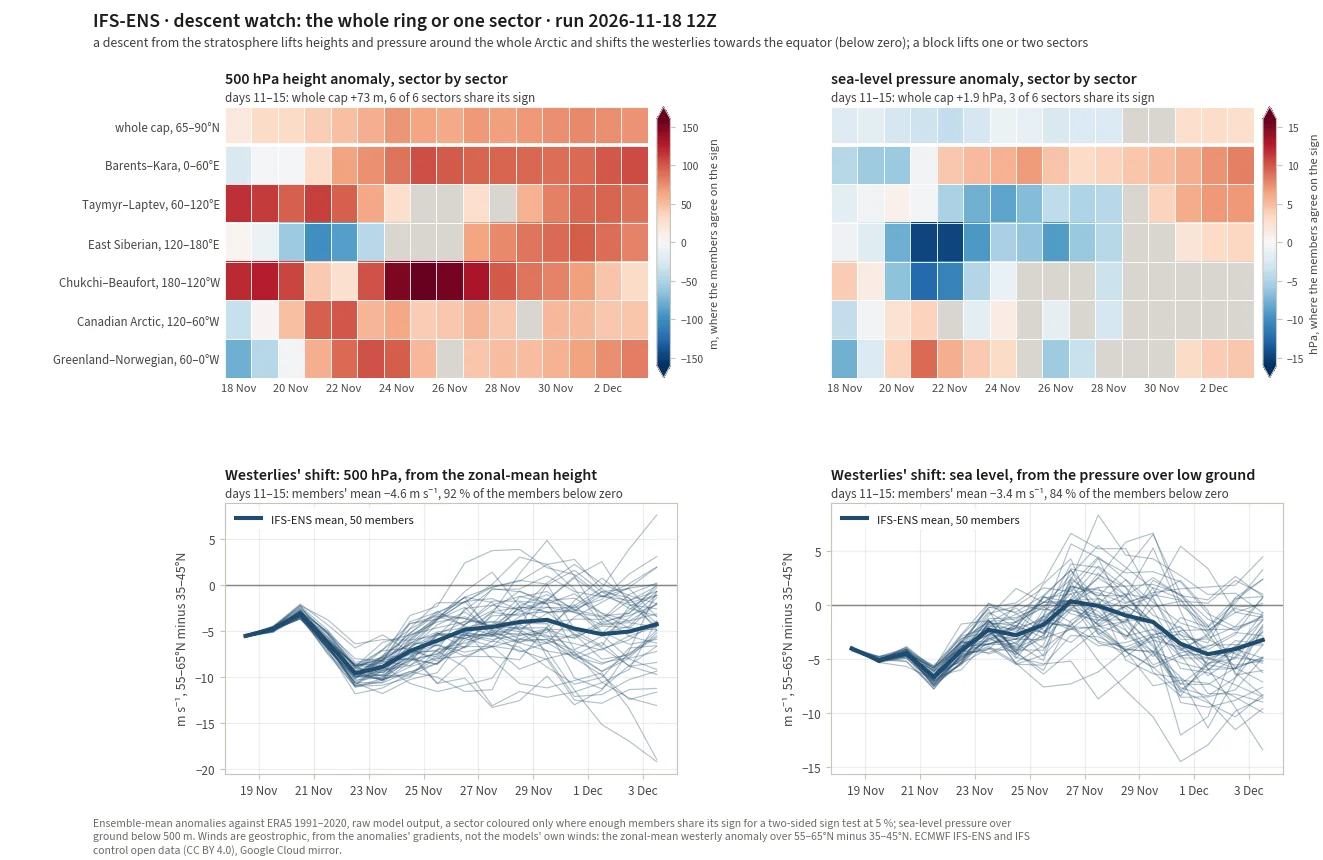 IFS-ENS · descent watch: the whole ring or one sector · run 2026-11-18 12Z
a descent from the stratosphere lifts heights and pressure around the whole Arctic and shifts the westerlies towards the equator (below zero); a block lifts one or two sectors
500 hPa height anomaly, sector by sector
days 11–15: whole cap +73 m, 6 of 6 sectors share its sign
whole cap, 65–90°N
Barents–Kara, 0–60°E
Taymyr–Laptev, 60–120°E
East Siberian, 120–180°E
Chukchi–Beaufort, 180–120°W
Canadian Arctic, 120–60°W
Greenland–Norwegian, 60–0°W
18 Nov 20 Nov 22 Nov 24 Nov 26 Nov 28 Nov 30 Nov 2 Dec
150
100
50
0
−50
−100
−150
m, where the members agree on the sign
sea-level pressure anomaly, sector by sector
days 11–15: whole cap +1.9 hPa, 3 of 6 sectors share its sign
18 Nov 20 Nov 22 Nov 24 Nov 26 Nov 28 Nov 30 Nov 2 Dec
15
10
5
0
−5
−10
−15
hPa, where the members agree on the sign
Westerlies' shift: 500 hPa, from the zonal-mean height
days 11–15: members' mean −4.6 m s⁻¹, 92 % of the members below zero
IFS-ENS mean, 50 members
m s⁻¹, 55–65°N minus 35–45°N
5
0
−5
−10
−15
−20
19 Nov 21 Nov 23 Nov 25 Nov 27 Nov 29 Nov 1 Dec 3 Dec
Westerlies' shift: sea level, from the pressure over low ground
days 11–15: members' mean −3.4 m s⁻¹, 84 % of the members below zero
IFS-ENS mean, 50 members
m s⁻¹, 55–65°N minus 35–45°N
5
0
−5
−10
−15
19 Nov 21 Nov 23 Nov 25 Nov 27 Nov 29 Nov 1 Dec 3 Dec
Ensemble-mean anomalies against ERA5 1991–2020, raw model output, a sector coloured only where enough members share its sign for a two-sided sign test at 5 %; sea-level pressure over
ground below 500 m. Winds are geostrophic, from the anomalies' gradients, not the models' own winds: the zonal-mean westerly anomaly over 55–65°N minus 35–45°N. ECMWF IFS-ENS and IFS
control open data (CC BY 4.0), Google Cloud mirror.